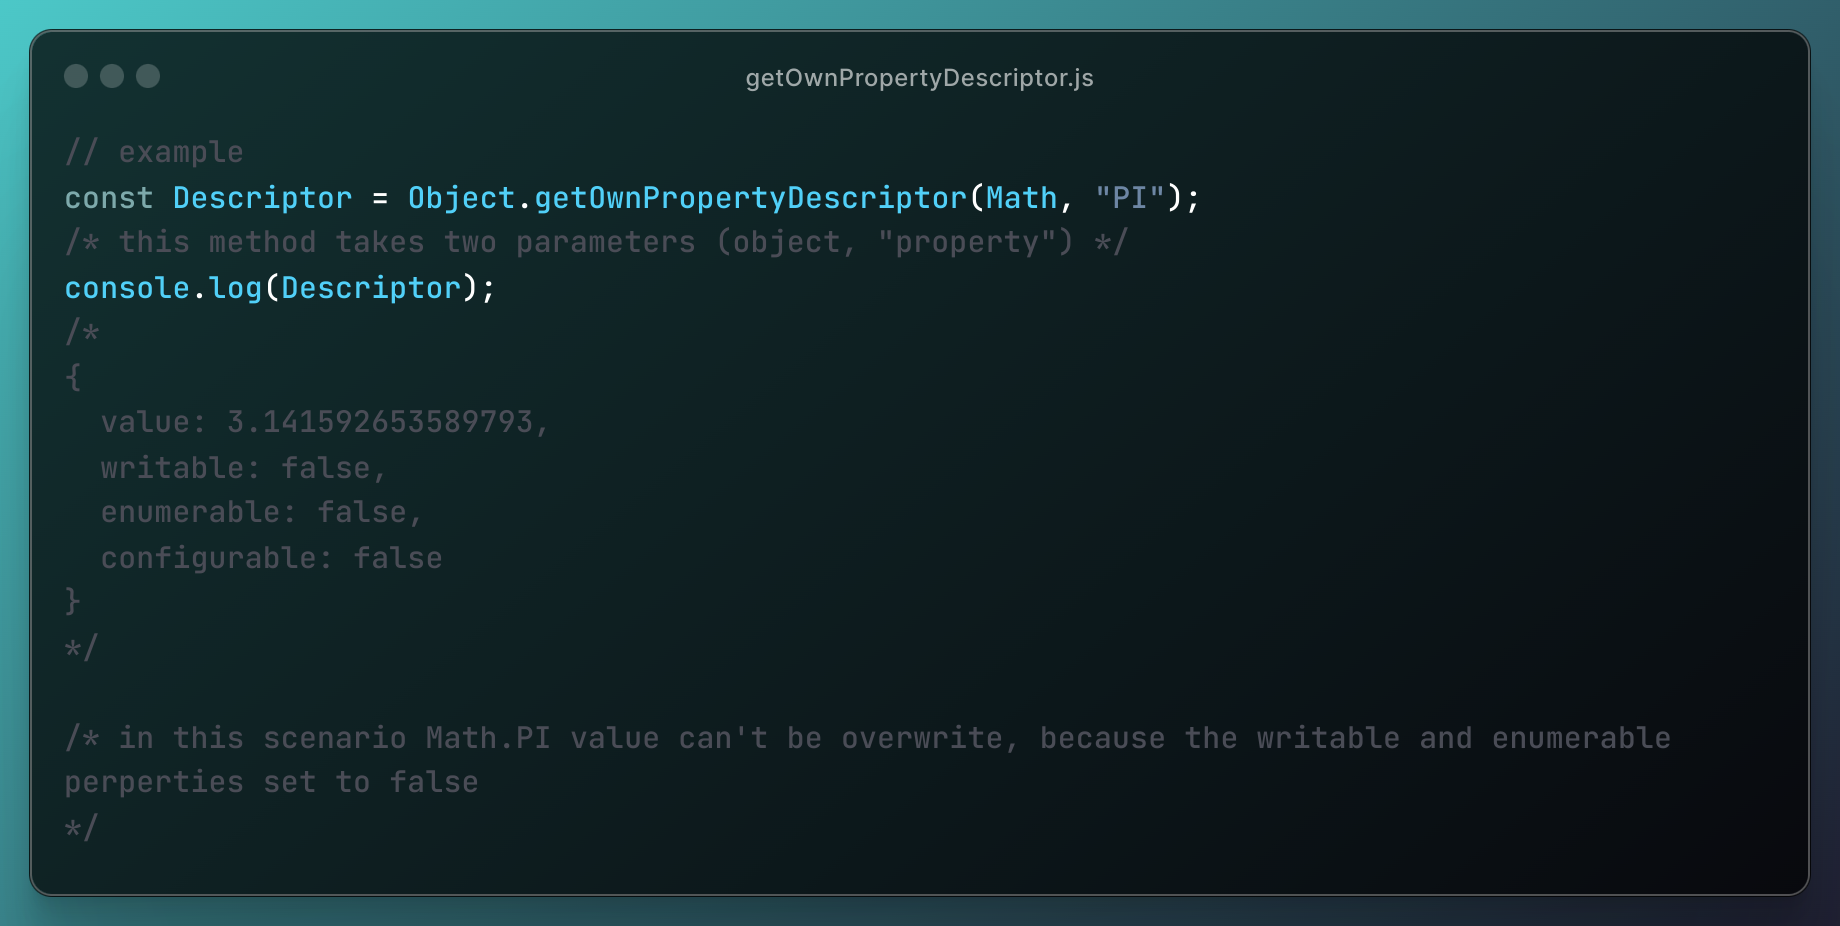 getOwnPropertyDescriptor.js
// example
const Descriptor = Object.getOwnPropertyDescriptor(Math, "PI");
/* this method takes two parameters (object, "property") */
console.log(Descriptor);
/*
{
  value: 3.141592653589793,
  writable: false,
  enumerable: false,
  configurable: false
}
*/

/* in this scenario Math.PI value can't be overwrite, because the writable and enumerable
perperties set to false
*/